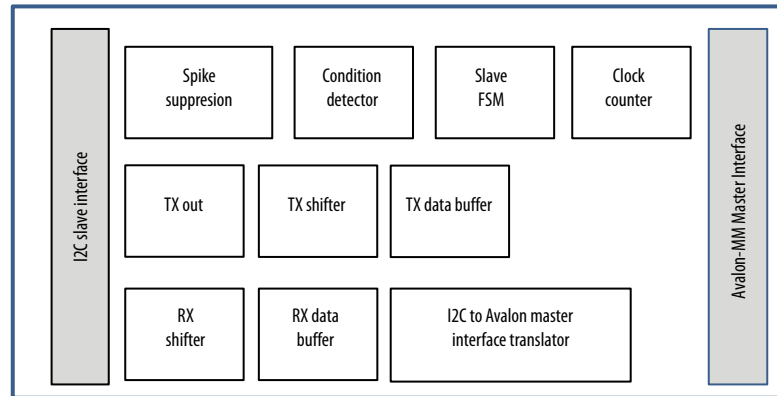 I2C slave interface
Spike
suppresion
Condition
detector
Slave
FSM
Clock
counter
TX out
TX shifter
TX data buffer
RX
shifter
RX data
buffer
I2C to Avalon master
interface translator
Avalon-MM Master Interface